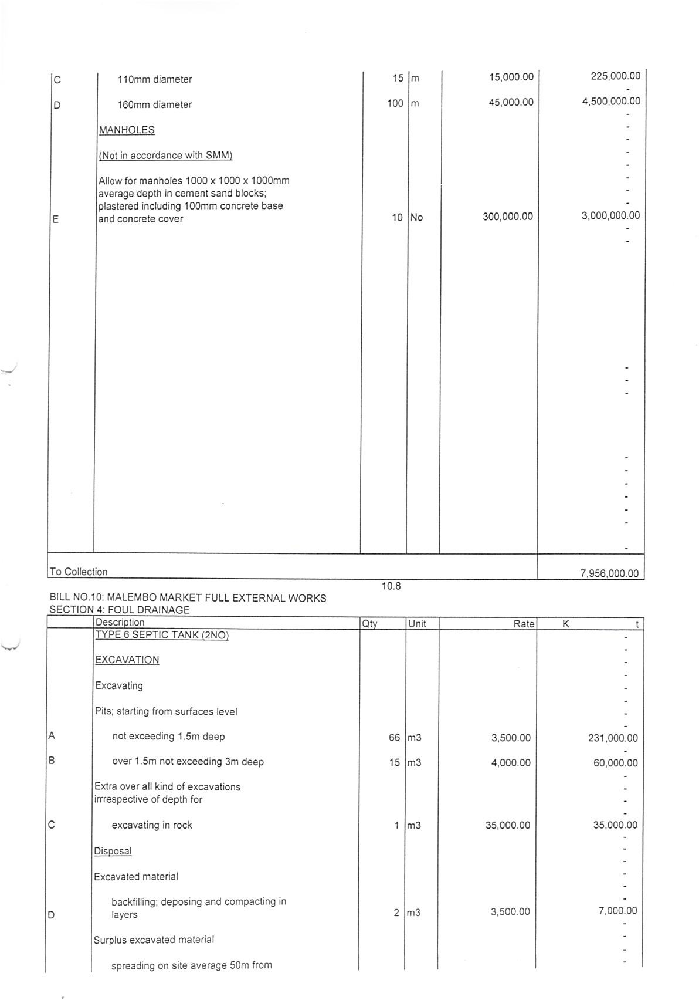 C 110mm diameter 15 m 15,000.00 225,000.00
-
D 160mm diameter 100 m 45,000.00 4,500,000.00
-
MANHOLES -
-
(Not in accordance with SMM) -
-
Allow for manholes 1000 x 1000 x 1000mm -
average depth in cement sand blocks; -
plastered including 100mm concrete base -
E and concrete cover 10 No 300,000.00 3,000,000.00
-
-
-
-
-
-
-
-
-
-
-
-
To Collection 7,956,000.00
10.8
BILL NO.10: MALEMBO MARKET FULL EXTERNAL WORKS
SECTION 4: FOUL DRAINAGE
Description Qty Unit Rate K t
TYPE 6 SEPTIC TANK (2NO) -
-
EXCAVATION -
-
Excavating -
-
Pits; starting from surfaces level -
-
A not exceeding 1.5m deep 66 m3 3,500.00 231,000.00
-
B over 1.5m not exceeding 3m deep 15 m3 4,000.00 60,000.00
-
Extra over all kind of excavations -
irrrespective of depth for -
-
C excavating in rock 1 m3 35,000.00 35,000.00
-
Disposal -
-
Excavated material -
-
backfilling; deposing and compacting in -
D layers 2 m3 3,500.00 7,000.00
-
Surplus excavated material -
-
spreading on site average 50m from -